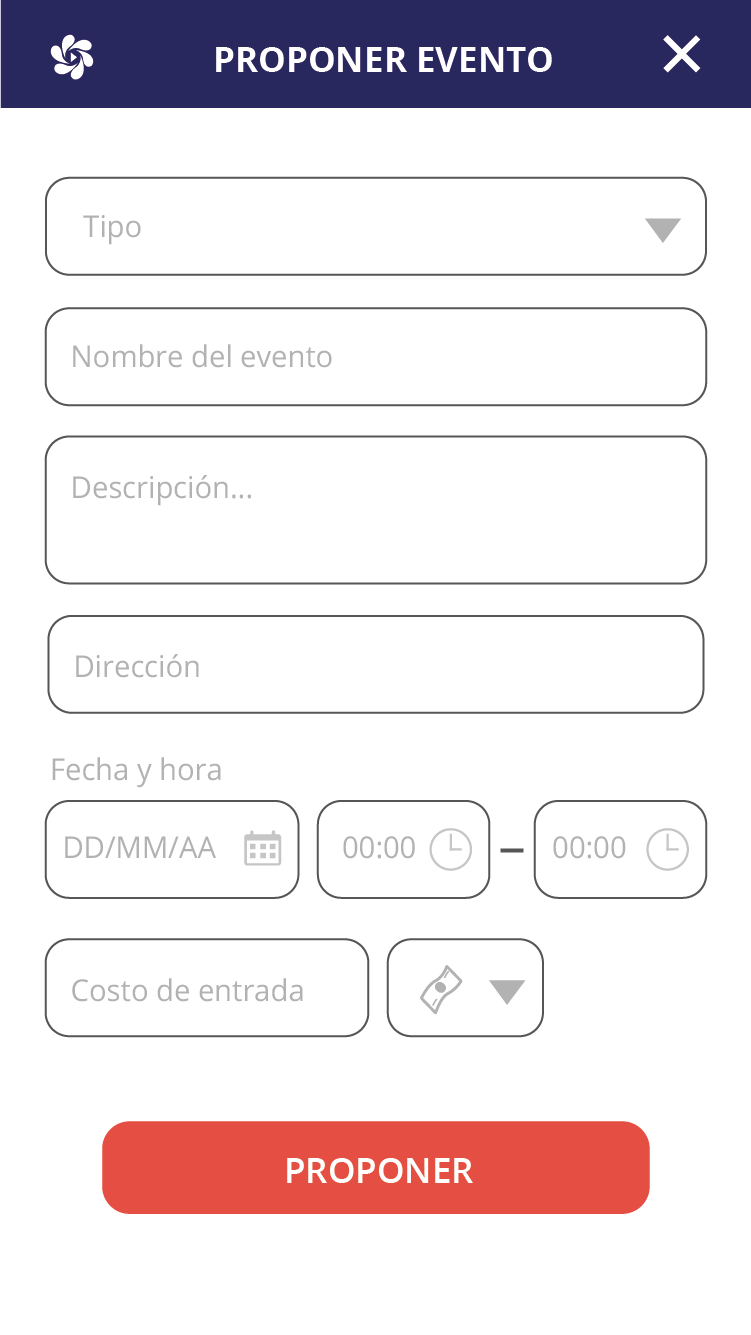 PROPONER EVENTO
Tipo
Nombre del evento
Descripción...
Dirección
Fecha y hora
DD/MM/AA 00:00 – 00:00
Costo de entrada
PROPONER